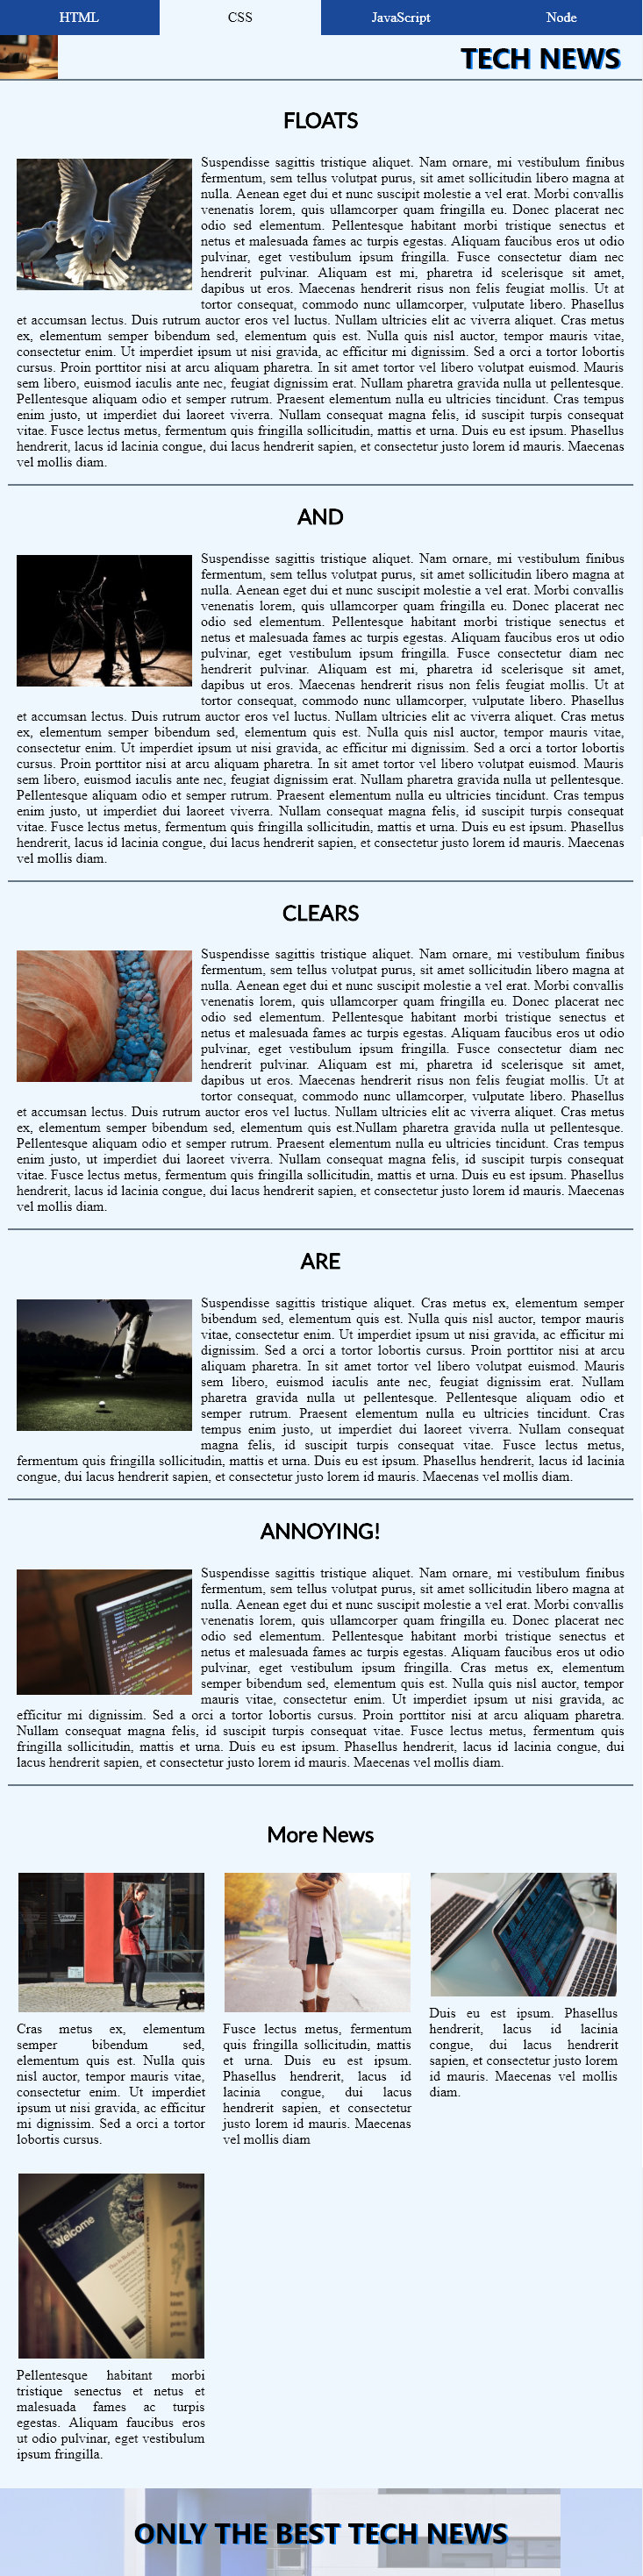 HTML
CSS
JavaScript
Node
TECH NEWS
FLOATS
Suspendisse sagittis tristique aliquet. Nam ornare, mi vestibulum finibus
fermentum, sem tellus volutpat purus, sit amet sollicitudin libero magna at
nulla. Aenean eget dui et nunc suscipit molestie a vel erat. Morbi convallis
venenatis lorem, quis ullamcorper quam fringilla eu. Donec placerat nec
odio sed elementum. Pellentesque habitant morbi tristique senectus et
netus et malesuada fames ac turpis egestas. Aliquam faucibus eros ut odio
pulvinar, eget vestibulum ipsum fringilla. Fusce consectetur diam nec
hendrerit pulvinar. Aliquam est mi, pharetra id scelerisque sit amet,
dapibus ut eros. Maecenas hendrerit risus non felis feugiat mollis. Ut at
tortor consequat, commodo nunc ullamcorper, vulputate libero. Phasellus
et accumsan lectus. Duis rutrum auctor eros vel luctus. Nullam ultricies elit ac viverra aliquet. Cras metus
ex, elementum semper bibendum sed, elementum quis est. Nulla quis nisl auctor, tempor mauris vitae,
consectetur enim. Ut imperdiet ipsum ut nisi gravida, ac efficitur mi dignissim. Sed a orci a tortor lobortis
cursus. Proin porttitor nisi at arcu aliquam pharetra. In sit amet tortor vel libero volutpat euismod. Mauris
sem libero, euismod iaculis ante nec, feugiat dignissim erat. Nullam pharetra gravida nulla ut pellentesque.
Pellentesque aliquam odio et semper rutrum. Praesent elementum nulla eu ultricies tincidunt. Cras tempus
enim justo, ut imperdiet dui laoreet viverra. Nullam consequat magna felis, id suscipit turpis consequat
vitae. Fusce lectus metus, fermentum quis fringilla sollicitudin, mattis et urna. Duis eu est ipsum. Phasellus
hendrerit, lacus id lacinia congue, dui lacus hendrerit sapien, et consectetur justo lorem id mauris. Maecenas
vel mollis diam.
AND
Suspendisse sagittis tristique aliquet. Nam ornare, mi vestibulum finibus
fermentum, sem tellus volutpat purus, sit amet sollicitudin libero magna at
nulla. Aenean eget dui et nunc suscipit molestie a vel erat. Morbi convallis
venenatis lorem, quis ullamcorper quam fringilla eu. Donec placerat nec
odio sed elementum. Pellentesque habitant morbi tristique senectus et
netus et malesuada fames ac turpis egestas. Aliquam faucibus eros ut odio
pulvinar, eget vestibulum ipsum fringilla. Fusce consectetur diam nec
hendrerit pulvinar. Aliquam est mi, pharetra id scelerisque sit amet,
dapibus ut eros. Maecenas hendrerit risus non felis feugiat mollis. Ut at
tortor consequat, commodo nunc ullamcorper, vulputate libero. Phasellus
et accumsan lectus. Duis rutrum auctor eros vel luctus. Nullam ultricies elit ac viverra aliquet. Cras metus
ex, elementum semper bibendum sed, elementum quis est. Nulla quis nisl auctor, tempor mauris vitae,
consectetur enim. Ut imperdiet ipsum ut nisi gravida, ac efficitur mi dignissim. Sed a orci a tortor lobortis
cursus. Proin porttitor nisi at arcu aliquam pharetra. In sit amet tortor vel libero volutpat euismod. Mauris
sem libero, euismod iaculis ante nec, feugiat dignissim erat. Nullam pharetra gravida nulla ut pellentesque.
Pellentesque aliquam odio et semper rutrum. Praesent elementum nulla eu ultricies tincidunt. Cras tempus
enim justo, ut imperdiet dui laoreet viverra. Nullam consequat magna felis, id suscipit turpis consequat
vitae. Fusce lectus metus, fermentum quis fringilla sollicitudin, mattis et urna. Duis eu est ipsum. Phasellus
hendrerit, lacus id lacinia congue, dui lacus hendrerit sapien, et consectetur justo lorem id mauris. Maecenas
vel mollis diam.
CLEARS
Suspendisse sagittis tristique aliquet. Nam ornare, mi vestibulum finibus
fermentum, sem tellus volutpat purus, sit amet sollicitudin libero magna at
nulla. Aenean eget dui et nunc suscipit molestie a vel erat. Morbi convallis
venenatis lorem, quis ullamcorper quam fringilla eu. Donec placerat nec
odio sed elementum. Pellentesque habitant morbi tristique senectus et
netus et malesuada fames ac turpis egestas. Aliquam faucibus eros ut odio
pulvinar, eget vestibulum ipsum fringilla. Fusce consectetur diam nec
hendrerit pulvinar. Aliquam est mi, pharetra id scelerisque sit amet,
dapibus ut eros. Maecenas hendrerit risus non felis feugiat mollis. Ut at
tortor consequat, commodo nunc ullamcorper, vulputate libero. Phasellus
et accumsan lectus. Duis rutrum auctor eros vel luctus. Nullam ultricies elit ac viverra aliquet. Cras metus
ex, elementum semper bibendum sed, elementum quis est.Nullam pharetra gravida nulla ut pellentesque.
Pellentesque aliquam odio et semper rutrum. Praesent elementum nulla eu ultricies tincidunt. Cras tempus
enim justo, ut imperdiet dui laoreet viverra. Nullam consequat magna felis, id suscipit turpis consequat
vitae. Fusce lectus metus, fermentum quis fringilla sollicitudin, mattis et urna. Duis eu est ipsum. Phasellus
hendrerit, lacus id lacinia congue, dui lacus hendrerit sapien, et consectetur justo lorem id mauris. Maecenas
vel mollis diam.
ARE
Suspendisse sagittis tristique aliquet. Cras metus ex, elementum semper
bibendum sed, elementum quis est. Nulla quis nisl auctor, tempor mauris
vitae, consectetur enim. Ut imperdiet ipsum ut nisi gravida, ac efficitur mi
dignissim. Sed a orci a tortor lobortis cursus. Proin porttitor nisi at arcu
aliquam pharetra. In sit amet tortor vel libero volutpat euismod. Mauris
sem libero, euismod iaculis ante nec, feugiat dignissim erat. Nullam
pharetra gravida nulla ut pellentesque. Pellentesque aliquam odio et
semper rutrum. Praesent elementum nulla eu ultricies tincidunt. Cras
tempus enim justo, ut imperdiet dui laoreet viverra. Nullam consequat
magna felis, id suscipit turpis consequat vitae. Fusce lectus metus,
fermentum quis fringilla sollicitudin, mattis et urna. Duis eu est ipsum. Phasellus hendrerit, lacus id lacinia
congue, dui lacus hendrerit sapien, et consectetur justo lorem id mauris. Maecenas vel mollis diam.
ANNOYING!
Suspendisse sagittis tristique aliquet. Nam ornare, mi vestibulum finibus
fermentum, sem tellus volutpat purus, sit amet sollicitudin libero magna at
nulla. Aenean eget dui et nunc suscipit molestie a vel erat. Morbi convallis
venenatis lorem, quis ullamcorper quam fringilla eu. Donec placerat nec
odio sed elementum. Pellentesque habitant morbi tristique senectus et
netus et malesuada fames ac turpis egestas. Aliquam faucibus eros ut odio
pulvinar, eget vestibulum ipsum fringilla. Cras metus ex, elementum
semper bibendum sed, elementum quis est. Nulla quis nisl auctor, tempor
mauris vitae, consectetur enim. Ut imperdiet ipsum ut nisi gravida, ac
efficitur mi dignissim. Sed a orci a tortor lobortis cursus. Proin porttitor nisi at arcu aliquam pharetra.
Nullam consequat magna felis, id suscipit turpis consequat vitae. Fusce lectus metus, fermentum quis
fringilla sollicitudin, mattis et urna. Duis eu est ipsum. Phasellus hendrerit, lacus id lacinia congue, dui
lacus hendrerit sapien, et consectetur justo lorem id mauris. Maecenas vel mollis diam.
More News
Cras metus ex, elementum
semper bibendum sed,
elementum quis est. Nulla quis
nisl auctor, tempor mauris vitae,
consectetur enim. Ut imperdiet
ipsum ut nisi gravida, ac efficitur
mi dignissim. Sed a orci a tortor
lobortis cursus.
Fusce lectus metus, fermentum
quis fringilla sollicitudin, mattis
et urna. Duis eu est ipsum.
Phasellus hendrerit, lacus id
lacinia congue, dui lacus
hendrerit sapien, et consectetur
justo lorem id mauris. Maecenas
vel mollis diam
Duis eu est ipsum. Phasellus
hendrerit, lacus id lacinia
congue, dui lacus hendrerit
sapien, et consectetur justo lorem
id mauris. Maecenas vel mollis
diam.
Welcome
Steve
Pellentesque habitant morbi
tristique senectus et netus et
malesuada fames ac turpis
egestas. Aliquam faucibus eros
ut odio pulvinar, eget vestibulum
ipsum fringilla.
ONLY THE BEST TECH NEWS